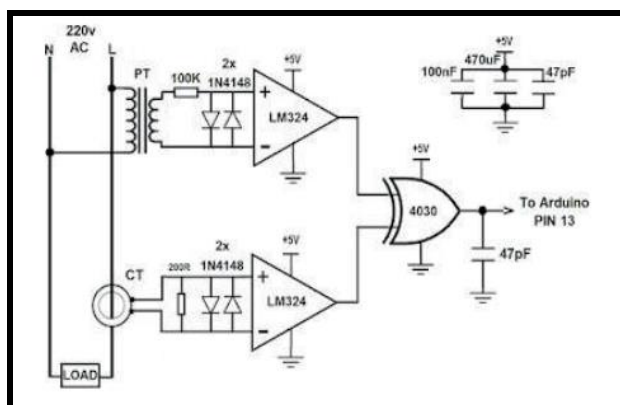 220v
AC
N L
PT
100K
2x
1N4148
+5V
+
LM324
−
+5V
100nF 470uF 47pF
+5V
4030
To Arduino
PIN 13
47pF
CT
200R
2x
1N4148
+5V
+
LM324
−
LOAD